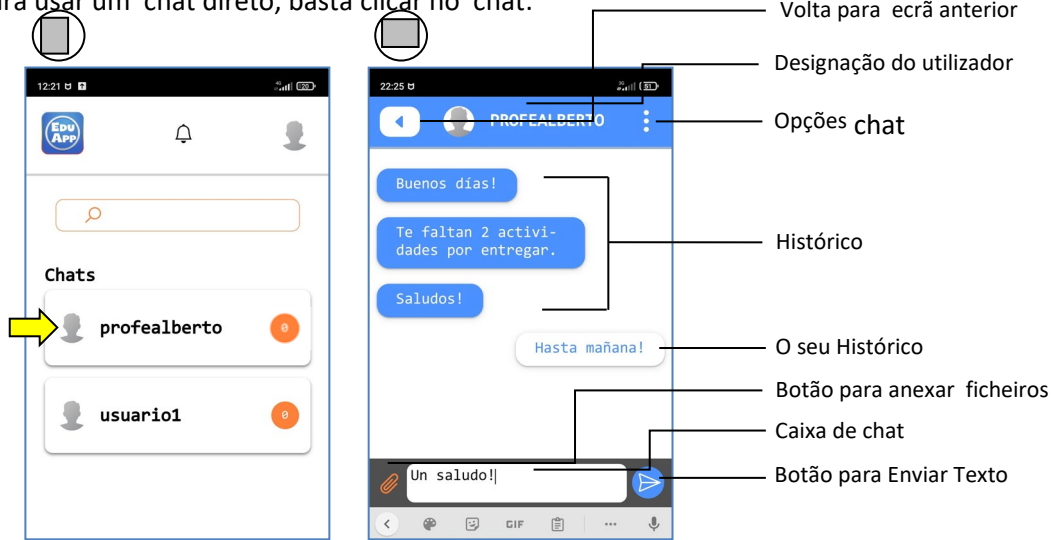 para usar um chat direto, basta clicar no chat.
12:21
4G
20
EDU
APP
Chats
profealberto
0
usuario1
0
22:25
31
PROFEALBERTO
Buenos días!
Te faltan 2 activi-
dades por entregar.
Saludos!
Hasta mañana!
Un saludo!
GIF
Volta para ecrã anterior
Designação do utilizador
Opções chat
Histórico
O seu Histórico
Botão para anexar ficheiros
Caixa de chat
Botão para Enviar Texto